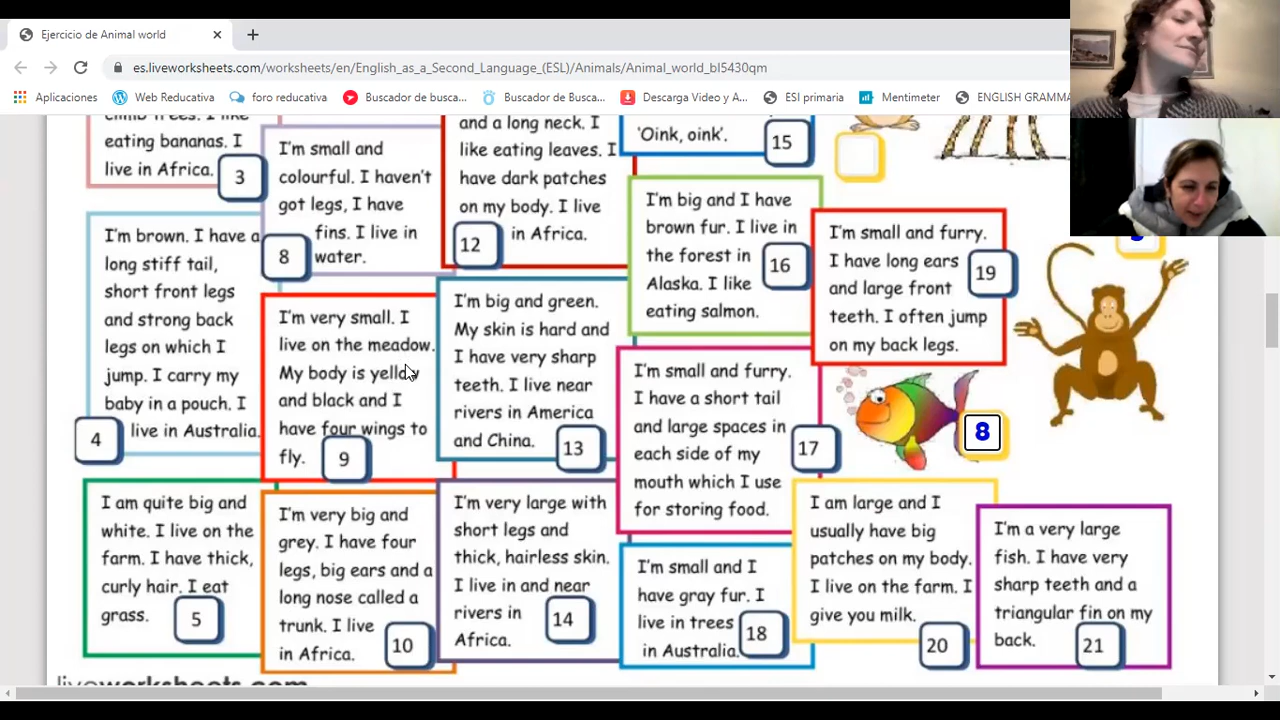 Ejercicio de Animal world
es.liveworksheets.com/worksheets/en/English_as_a_Second_Language_(ESL)/Animals/Animal_world_bl5430qm
Aplicaciones
Web Reducativa
foro reducativa
Buscador de busca...
Buscador de Busca...
Descarga Video y A...
ESI primaria
Mentimeter
ENGLISH GRAMMA
climb trees. I like
eating bananas. I
live in Africa.
3
I'm brown. I have a
long stiff tail,
short front legs
and strong back
legs on which I
jump. I carry my
baby in a pouch. I
live in Australia.
4
I am quite big and
white. I live on the
farm. I have thick,
curly hair. I eat
grass.
5
I'm small and
colourful. I haven't
got legs, I have
fins. I live in
water.
8
I'm very small. I
live on the meadow.
My body is yellow
and black and I
have four wings to
fly.
9
I'm very big and
grey. I have four
legs, big ears and a
long nose called a
trunk. I live
in Africa.
10
and a long neck. I
like eating leaves. I
have dark patches
on my body. I live
in Africa.
12
I'm big and green.
My skin is hard and
I have very sharp
teeth. I live near
rivers in America
and China.
13
I'm very large with
short legs and
thick, hairless skin.
I live in and near
rivers in
Africa.
14
'Oink, oink'.
15
I'm big and I have
brown fur. I live in
the forest in
Alaska. I like
eating salmon.
16
I'm small and furry.
I have a short tail
and large spaces in
each side of my
mouth which I use
for storing food.
17
I'm small and I
have gray fur. I
live in trees
in Australia.
18
I'm small and furry.
I have long ears
and large front
teeth. I often jump
on my back legs.
19
8
I am large and I
usually have big
patches on my body.
I live on the farm. I
give you milk.
20
I'm a very large
fish. I have very
sharp teeth and a
triangular fin on my
back.
21
liveworksheets.com